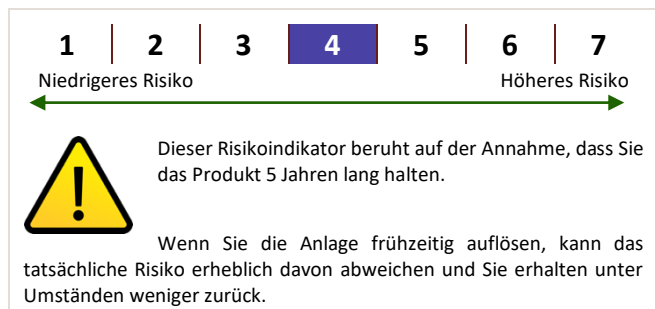 1 2 3 4 5 6 7
Niedrigeres Risiko Höheres Risiko
Dieser Risikoindikator beruht auf der Annahme, dass Sie
das Produkt 5 Jahren lang halten.
Wenn Sie die Anlage frühzeitig auflösen, kann das
tatsächliche Risiko erheblich davon abweichen und Sie erhalten unter
Umständen weniger zurück.